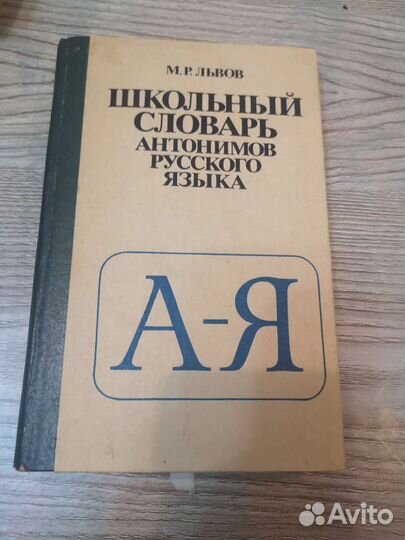 М.Р.ЛЬВОВ
ШКОЛЬНЫЙ
СЛОВАРЬ
АНТОНИМОВ
РУССКОГО
ЯЗЫКА
А-Я
Avito